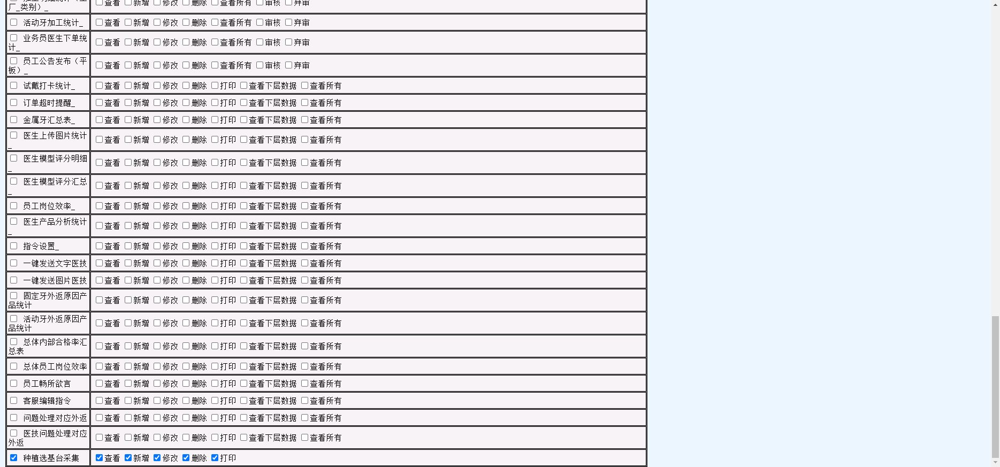 厂_类别）_
查看 新增 修改 删除 查看所有 审核 弃审
活动牙加工统计_
查看 新增 修改 删除 查看所有 审核 弃审
业务员医生下单统
计_
查看 新增 修改 删除 查看所有 审核 弃审
员工公告发布（平
板）_
查看 新增 修改 删除 查看所有 审核 弃审
试戴打卡统计_
查看 新增 修改 删除 打印 查看下层数据 查看所有
订单超时提醒_
查看 新增 修改 删除 打印 查看下层数据 查看所有
金属牙汇总表_
查看 新增 修改 删除 打印 查看下层数据 查看所有
医生上传图片统计
_
查看 新增 修改 删除 打印 查看下层数据 查看所有
医生模型评分明细
_
查看 新增 修改 删除 打印 查看下层数据 查看所有
医生模型评分汇总
_
查看 新增 修改 删除 打印 查看下层数据 查看所有
员工岗位效率_
查看 新增 修改 删除 打印 查看下层数据 查看所有
医生产品分析统计
_
查看 新增 修改 删除 打印 查看下层数据 查看所有
指令设置_
查看 新增 修改 删除 打印 查看下层数据 查看所有
一键发送文字医技
查看 新增 修改 删除 打印 查看下层数据 查看所有
一键发送图片医技
查看 新增 修改 删除 打印 查看下层数据 查看所有
固定牙外返原因产
品统计
查看 新增 修改 删除 打印 查看下层数据 查看所有
活动牙外返原因产
品统计
查看 新增 修改 删除 打印 查看下层数据 查看所有
总体内部合格率汇
总表
查看 新增 修改 删除 打印 查看下层数据 查看所有
总体员工岗位效率
查看 新增 修改 删除 打印 查看下层数据 查看所有
员工畅所欲言
查看 新增 修改 删除 打印 查看下层数据 查看所有
客服编辑指令
查看 新增 修改 删除 打印 查看下层数据 查看所有
问题处理对应外返
查看 新增 修改 删除 打印 查看下层数据 查看所有
医技问题处理对应
外返
查看 新增 修改 删除 打印 查看下层数据 查看所有
种植选基台采集
查看 新增 修改 删除 打印